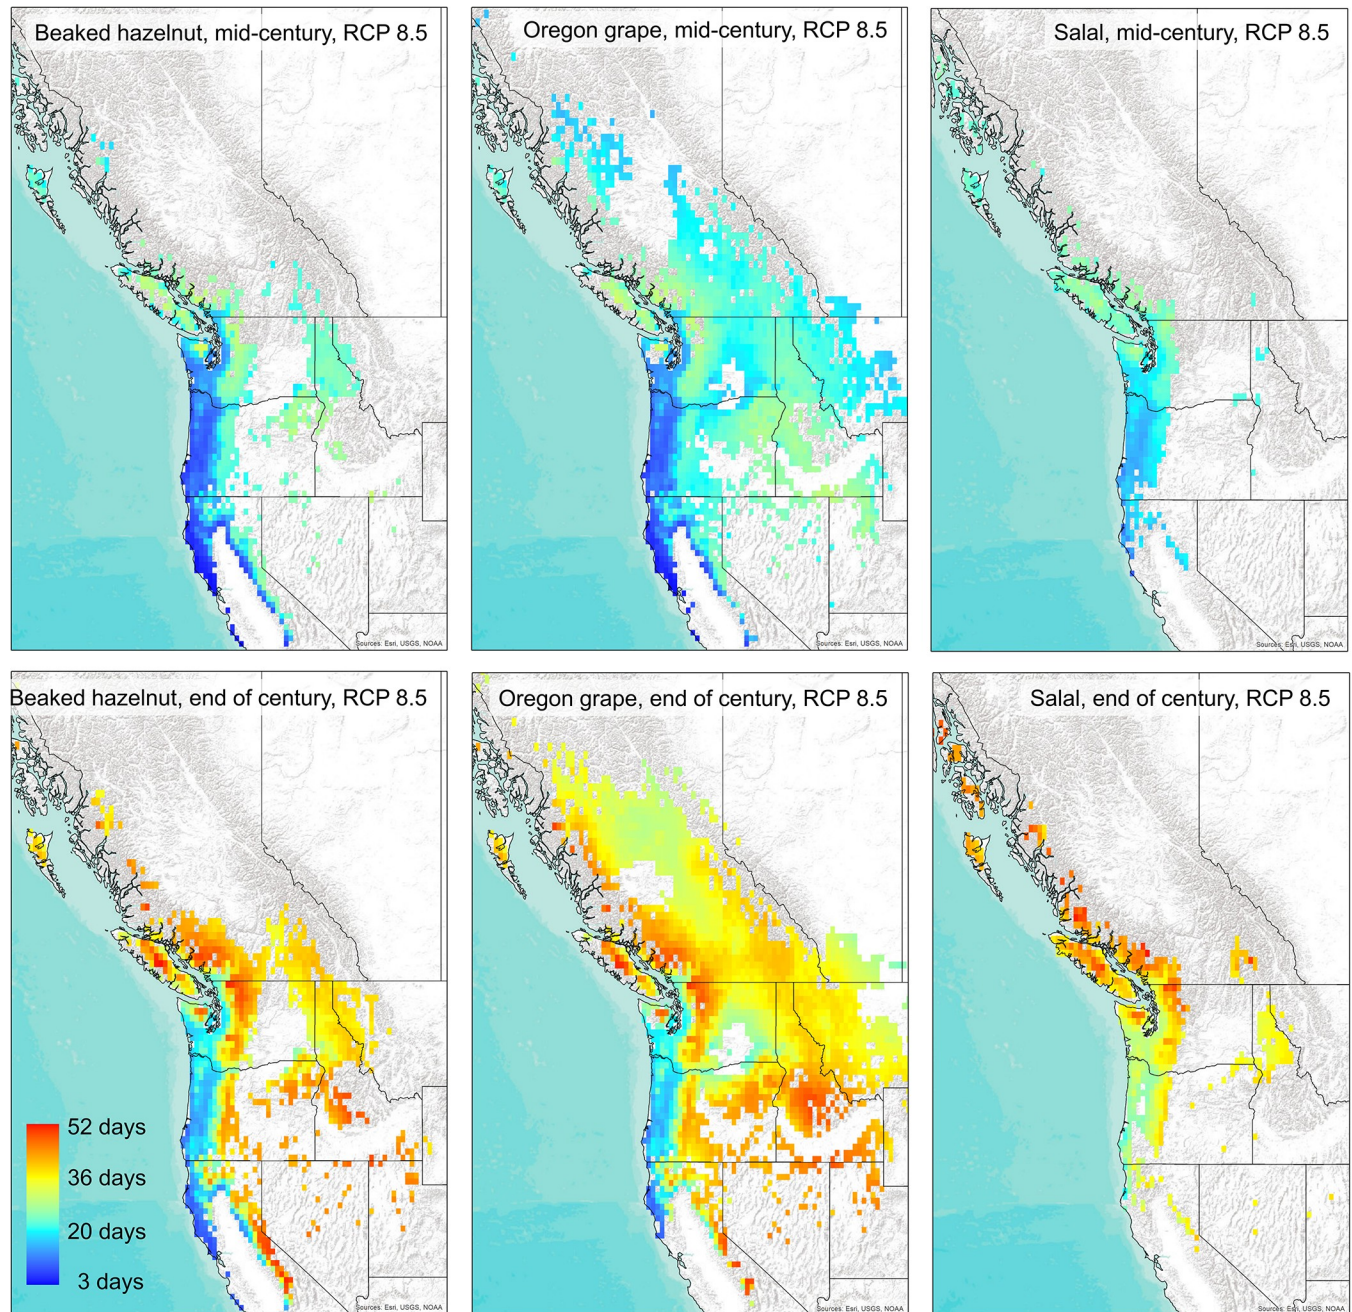 Beaked hazelnut, mid-century, RCP 8.5
Oregon grape, mid-century, RCP 8.5
Salal, mid-century, RCP 8.5
Sources: Esri, USGS, NOAA
Sources: Esri, USGS, NOAA
Sources: Esri, USGS, NOAA
Beaked hazelnut, end of century, RCP 8.5
Oregon grape, end of century, RCP 8.5
Salal, end of century, RCP 8.5
52 days
36 days
20 days
3 days
Sources: Esri, USGS, NOAA
Sources: Esri, USGS, NOAA
Sources: Esri, USGS, NOAA